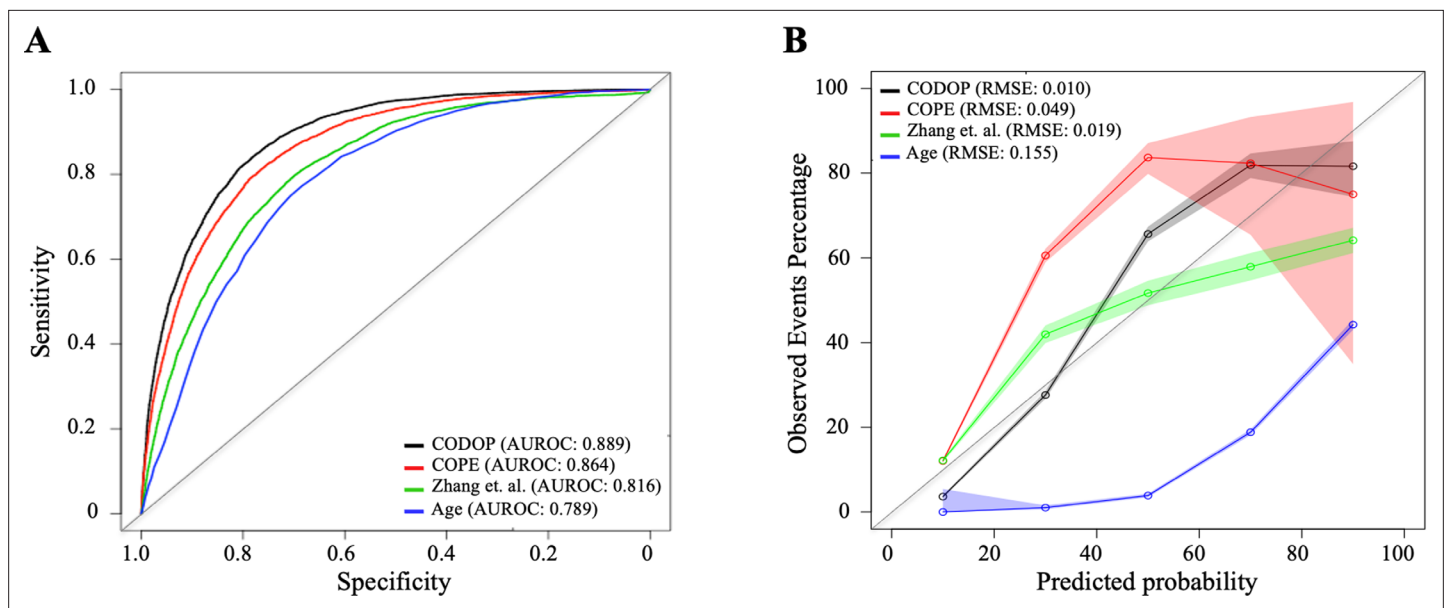 A
Sensitivity
1.0
0.8
0.6
0.4
0.2
0
CODOP (AUROC: 0.889)
COPE (AUROC: 0.864)
Zhang et. al. (AUROC: 0.816)
Age (AUROC: 0.789)
1.0 0.8 0.6 0.4 0.2 0
Specificity
B
Observed Events Percentage
100
80
60
40
20
0
CODOP (RMSE: 0.010)
COPE (RMSE: 0.049)
Zhang et. al. (RMSE: 0.019)
Age (RMSE: 0.155)
0 20 40 60 80 100
Predicted probability